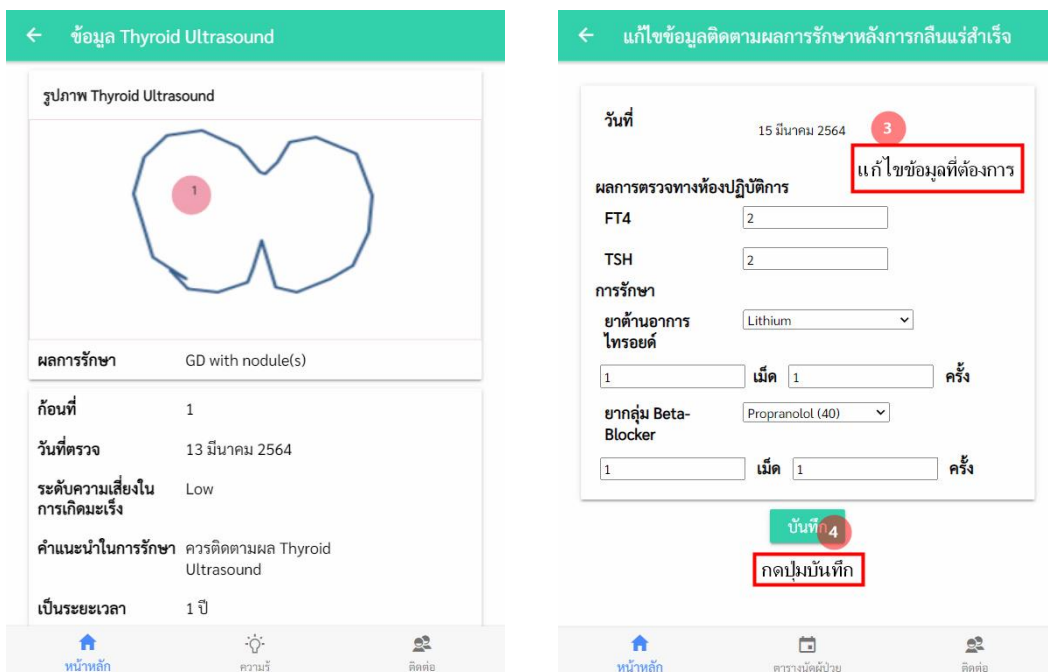 ข้อมูล Thyroid Ultrasound
รูปภาพ Thyroid Ultrasound
1
ผลการรักษา GD with nodule(s)
ก้อนที่ 1
วันที่ตรวจ 13 มีนาคม 2564
ระดับความเสี่ยงใน Low
การเกิดมะเร็ง
คำแนะนำในการรักษา ควรติดตามผล Thyroid
Ultrasound
เป็นระยะเวลา 1 ปี
หน้าหลัก ความรู้ ติดต่อ
แก้ไขข้อมูลติดตามผลการรักษาหลังการกลืนแร่สำเร็จ
วันที่ 15 มีนาคม 2564 3
แก้ไขข้อมูลที่ต้องการ
ผลการตรวจทางห้องปฏิบัติการ
FT4 2
TSH 2
การรักษา
ยาต้านอาการ Lithium
ไทรอยด์
1 เม็ด 1 ครั้ง
ยากลุ่ม Beta- Propranolol (40)
Blocker
1 เม็ด 1 ครั้ง
บันทึก 4
กดปุ่มบันทึก
หน้าหลัก ตารางนัดผู้ป่วย ติดต่อ